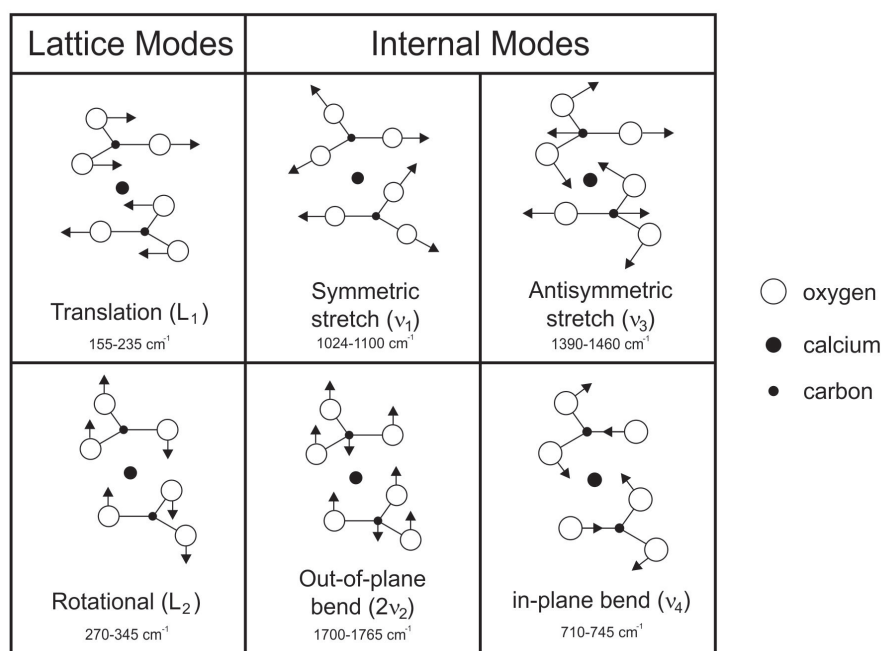 Lattice Modes
Internal Modes
Translation (L₁)
155-235 cm⁻¹
Symmetric
stretch (ν₁)
1024-1100 cm⁻¹
Antisymmetric
stretch (ν₃)
1390-1460 cm⁻¹
Rotational (L₂)
270-345 cm⁻¹
Out-of-plane
bend (2ν₂)
1700-1765 cm⁻¹
in-plane bend (ν₄)
710-745 cm⁻¹
oxygen
calcium
carbon